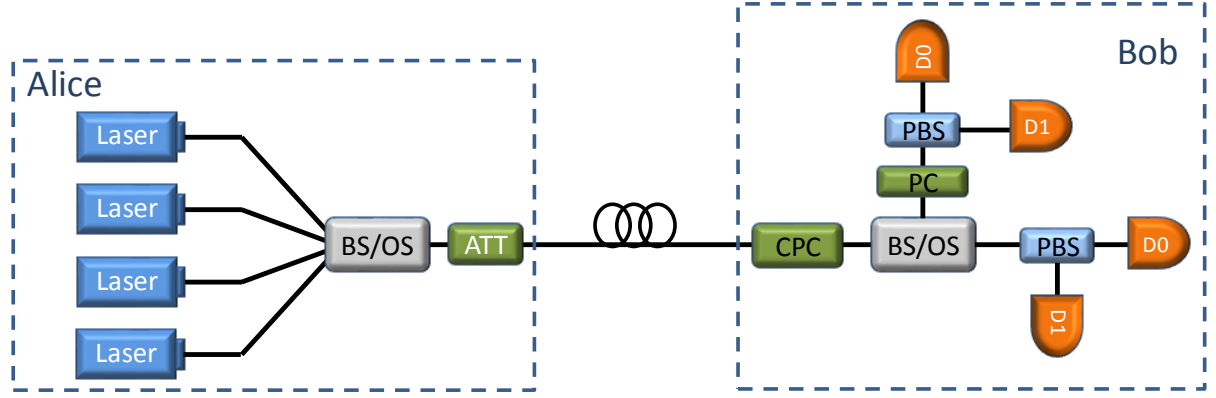 Alice
Bob
Laser
Laser
Laser
Laser
BS/OS
ATT
CPC
BS/OS
PC
PBS
D0
D1
PBS
D0
D1